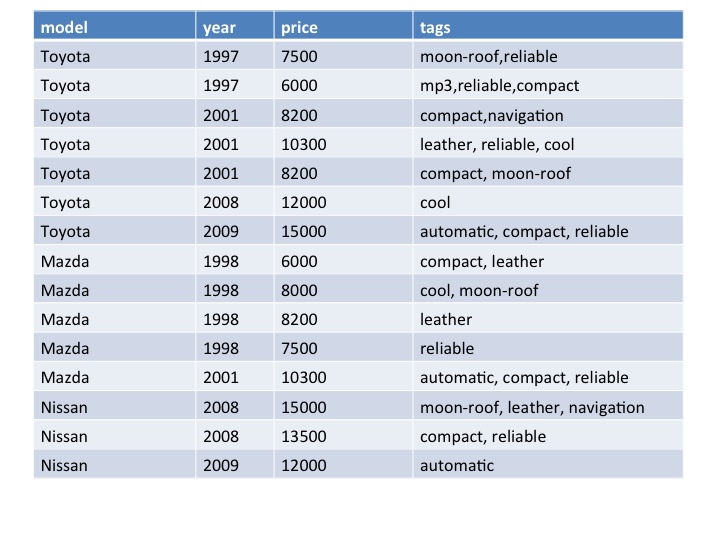 model year price tags
Toyota 1997 7500 moon-roof,reliable
Toyota 1997 6000 mp3,reliable,compact
Toyota 2001 8200 compact,navigation
Toyota 2001 10300 leather, reliable, cool
Toyota 2001 8200 compact, moon-roof
Toyota 2008 12000 cool
Toyota 2009 15000 automatic, compact, reliable
Mazda 1998 6000 compact, leather
Mazda 1998 8000 cool, moon-roof
Mazda 1998 8200 leather
Mazda 1998 7500 reliable
Mazda 2001 10300 automatic, compact, reliable
Nissan 2008 15000 moon-roof, leather, navigation
Nissan 2008 13500 compact, reliable
Nissan 2009 12000 automatic